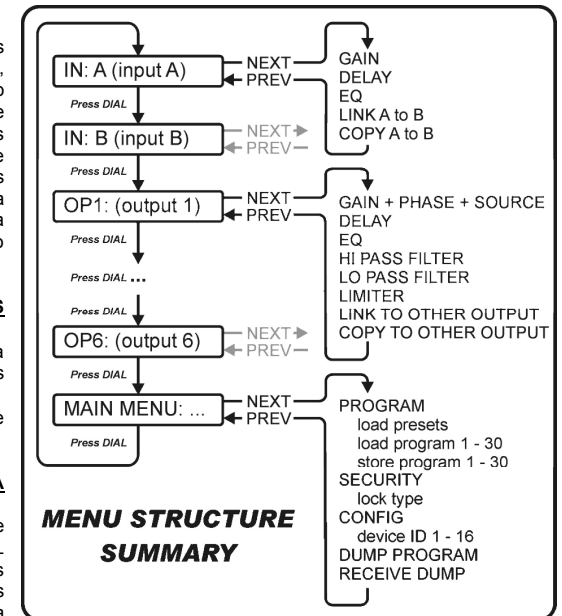 IN: A (input A)
NEXT
PREV
GAIN
DELAY
EQ
LINK A to B
COPY A to B
Press DIAL
IN: B (input B)
NEXT
PREV
Press DIAL
OP1: (output 1)
NEXT
PREV
GAIN + PHASE + SOURCE
DELAY
EQ
HI PASS FILTER
LO PASS FILTER
LIMITER
LINK TO OTHER OUTPUT
COPY TO OTHER OUTPUT
Press DIAL
Press DIAL ...
Press DIAL
OP6: (output 6)
NEXT
PREV
Press DIAL
MAIN MENU: ...
NEXT
PREV
PROGRAM
load presets
load program 1 - 30
store program 1 - 30
SECURITY
lock type
CONFIG
device ID 1 - 16
DUMP PROGRAM
RECEIVE DUMP
Press DIAL
MENU STRUCTURE
SUMMARY